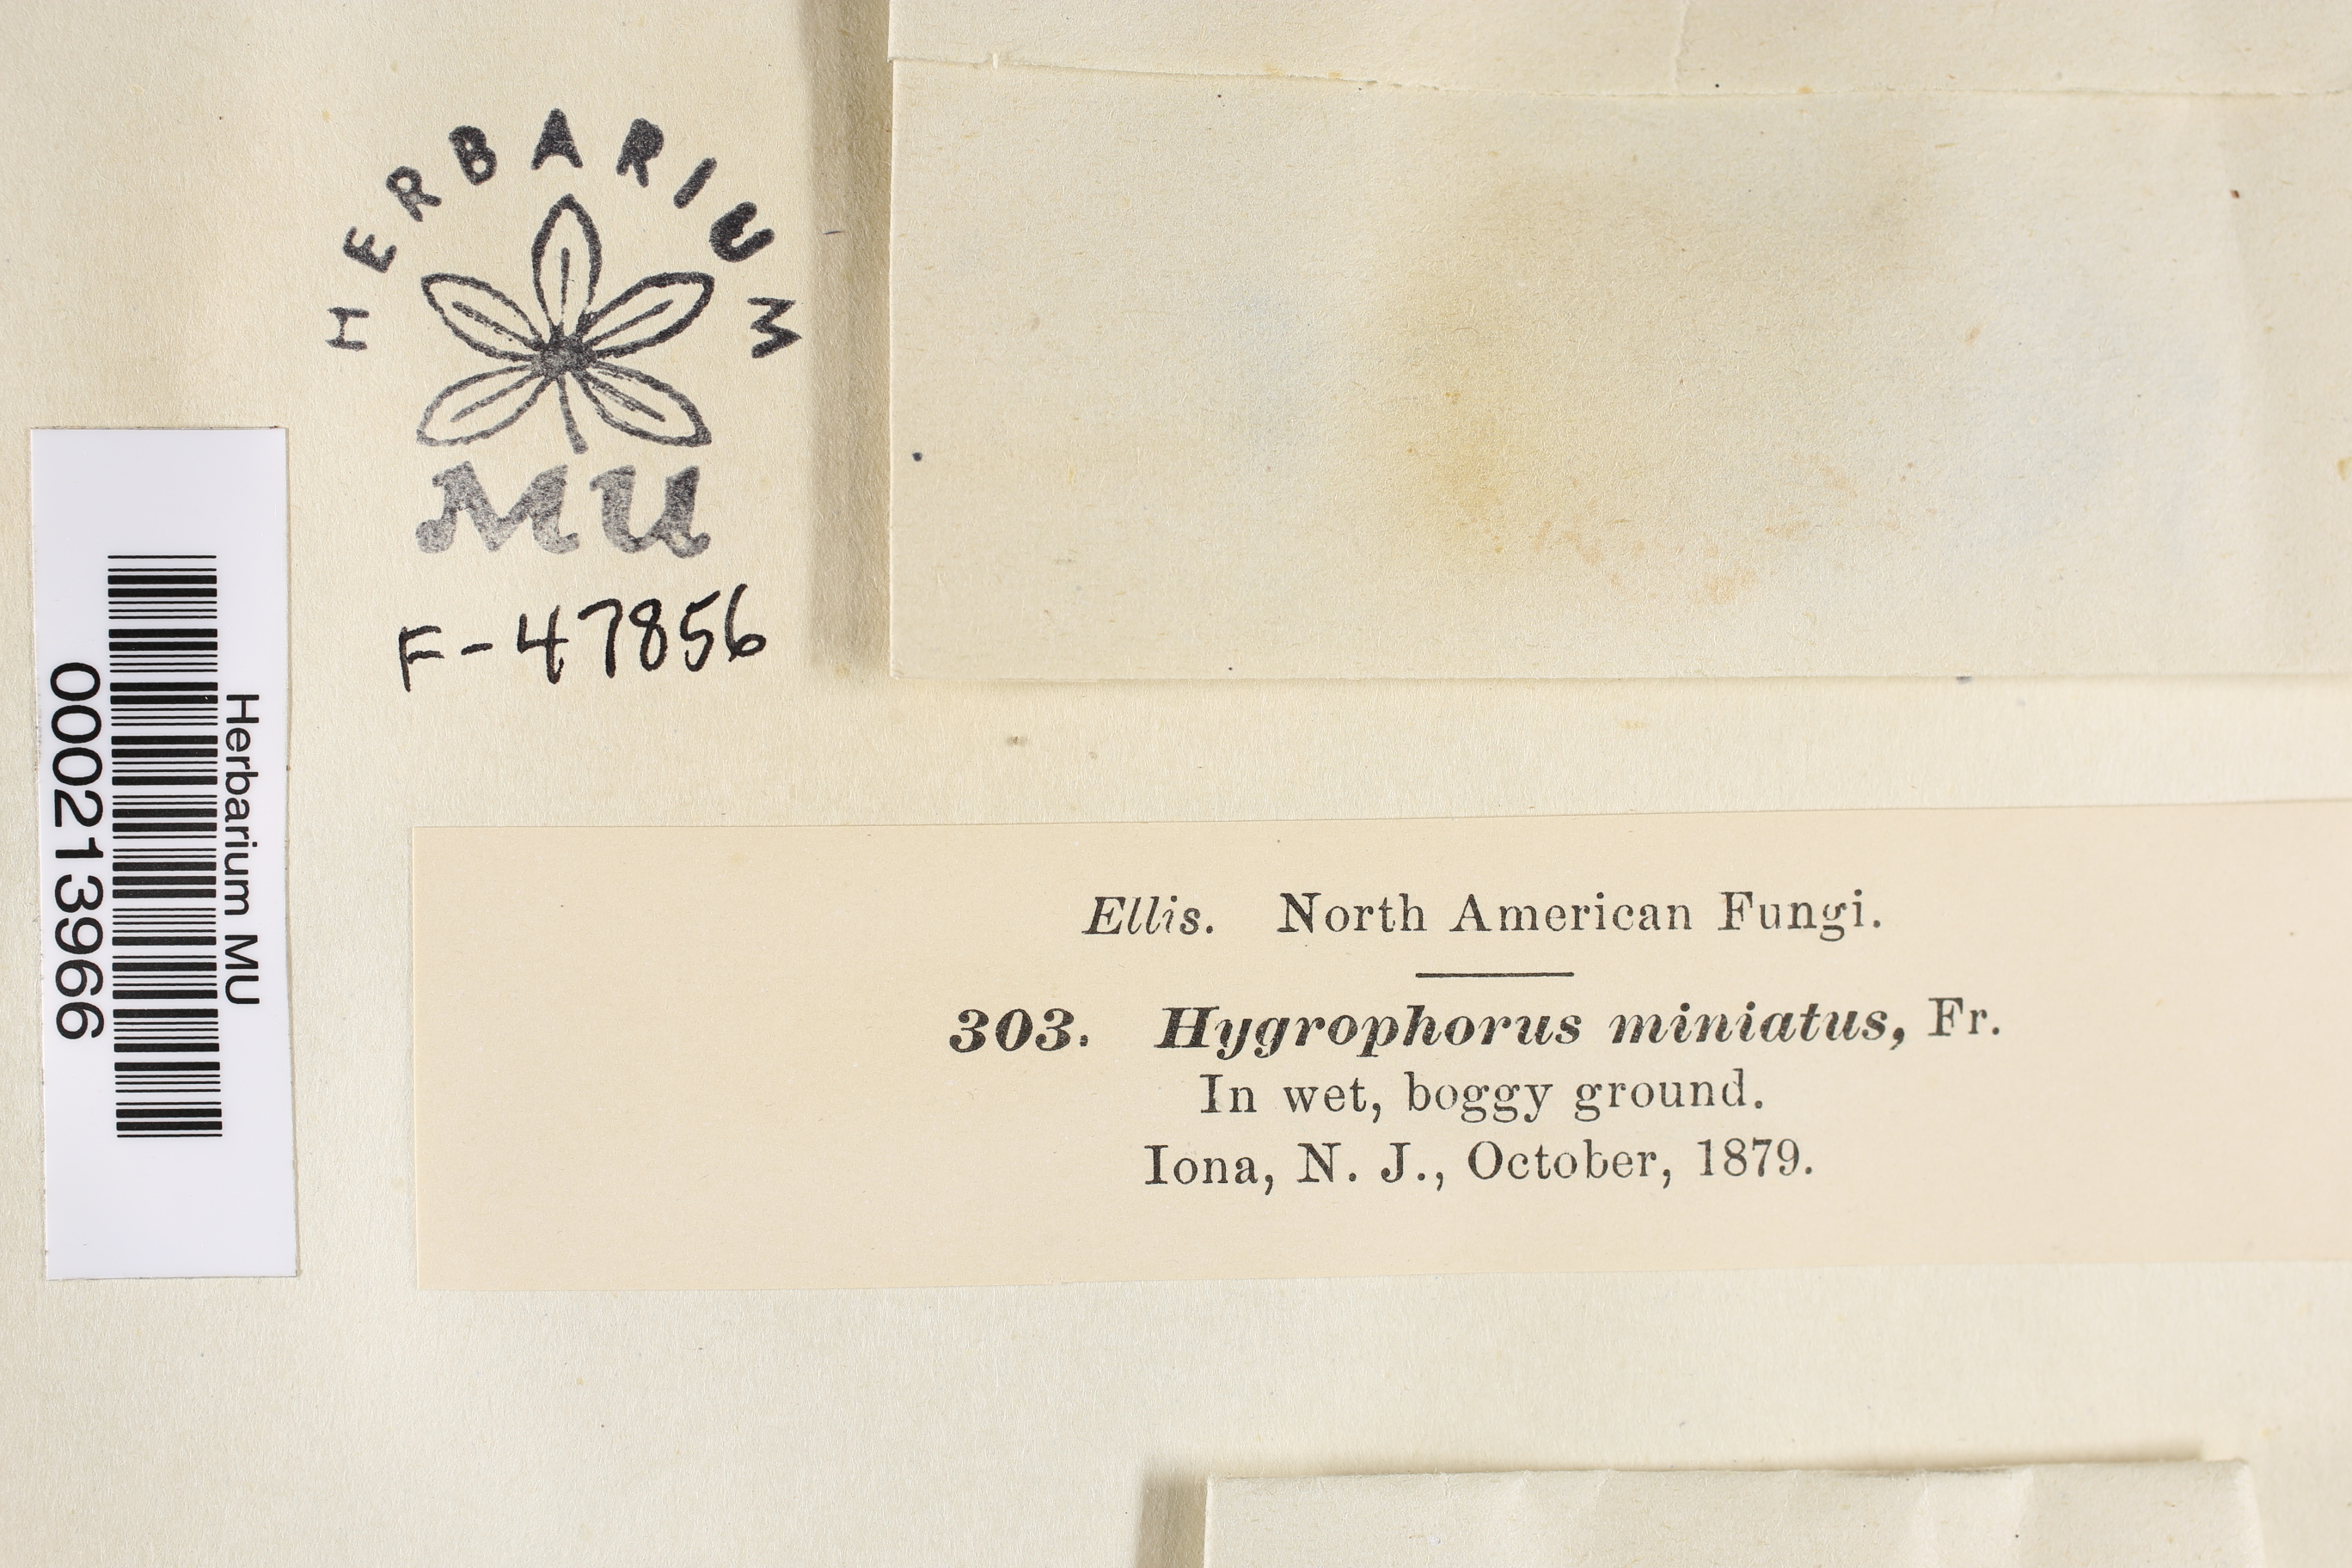 HERBARIUM
MU
F-47856
Herbarium MU
000213966
Ellis. North American Fungi.
303. Hygrophorus miniatus, Fr.
In wet, boggy ground.
Iona, N. J., October, 1879.